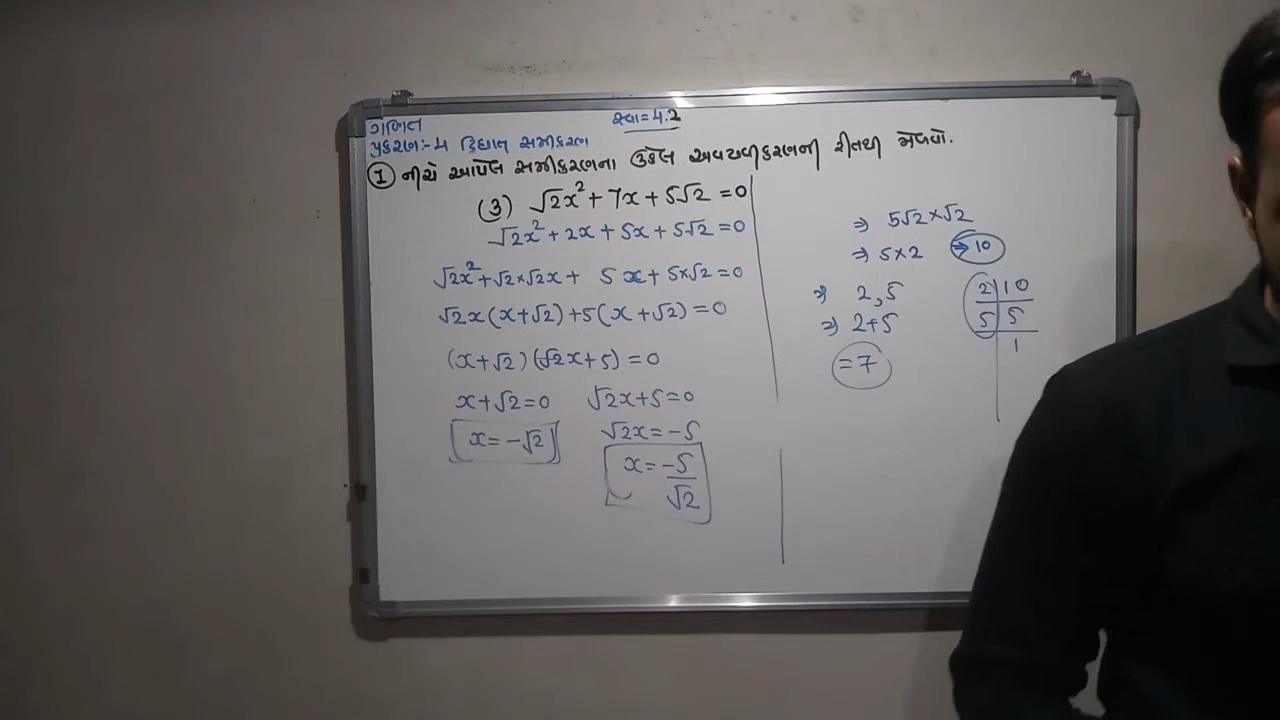 ગણિત
સ્વા = 4.2
પ્રકરણ:- 4 દ્વિઘાત સમીકરણ
① નીચે આપેલ સમીકરણના ઉકેલ અવયવીકરણની રીતથી મેળવો.
(3) √2x² + 7x + 5√2 = 0
√2x² + 2x + 5x + 5√2 = 0
√2x² + √2×√2x + 5x + 5×√2 = 0
√2x(x+√2) + 5(x+√2) = 0
(x+√2)(√2x+5) = 0
x+√2=0 √2x+5=0
x = -√2 √2x = -5
x = -5/√2
⇒ 5√2×√2
⇒ 5×2 ⇒ 10
⇒ 2,5
⇒ 2+5
= 7
2 | 10
5 | 5
1